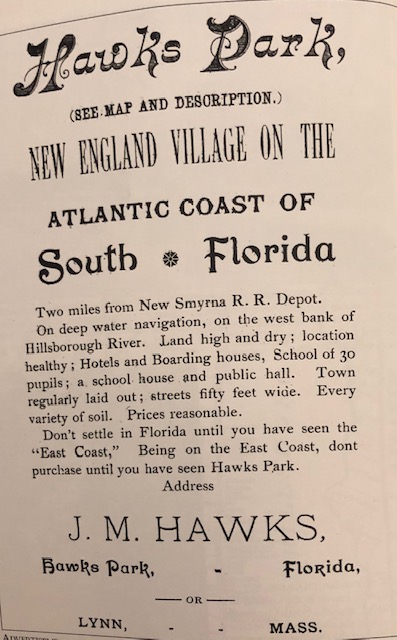 Hawks Park,
(SEE MAP AND DESCRIPTION.)
NEW ENGLAND VILLAGE ON THE
ATLANTIC COAST OF
South Florida
Two miles from New Smyrna R. R. Depot.
On deep water navigation, on the west bank of
Hillsborough River. Land high and dry; location
healthy; Hotels and Boarding houses, School of 30
pupils; a school house and public hall. Town
regularly laid out; streets fifty feet wide. Every
variety of soil. Prices reasonable.
Don't settle in Florida until you have seen the
"East Coast," Being on the East Coast, dont
purchase until you have seen Hawks Park.
Address
J. M. HAWKS,
Hawks Park, - Florida,
OR
LYNN, - - MASS.